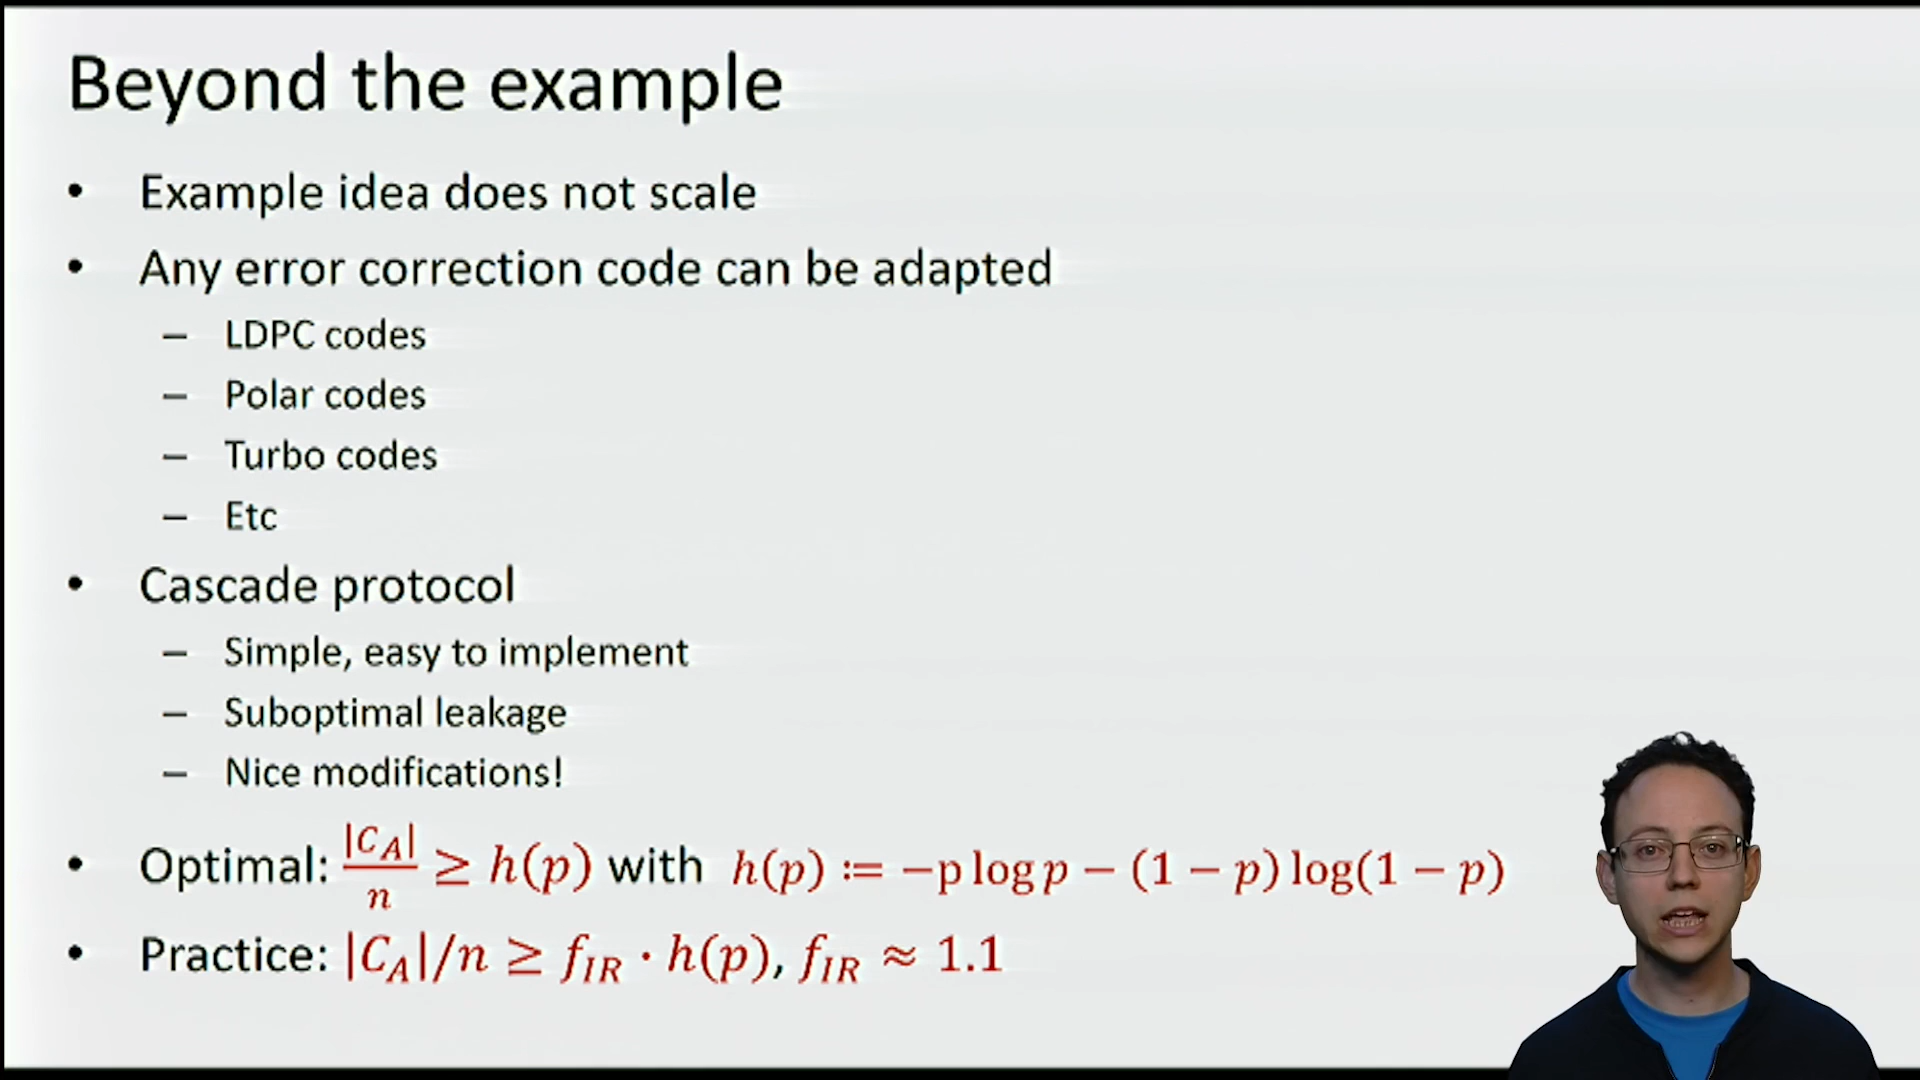 Beyond the example
• Example idea does not scale
• Any error correction code can be adapted
– LDPC codes
– Polar codes
– Turbo codes
– Etc
• Cascade protocol
– Simple, easy to implement
– Suboptimal leakage
– Nice modifications!
• Optimal: |C_A|/n ≥ h(p) with h(p) := −p log p − (1 − p) log(1 − p)
• Practice: |C_A|/n ≥ f_IR · h(p), f_IR ≈ 1.1